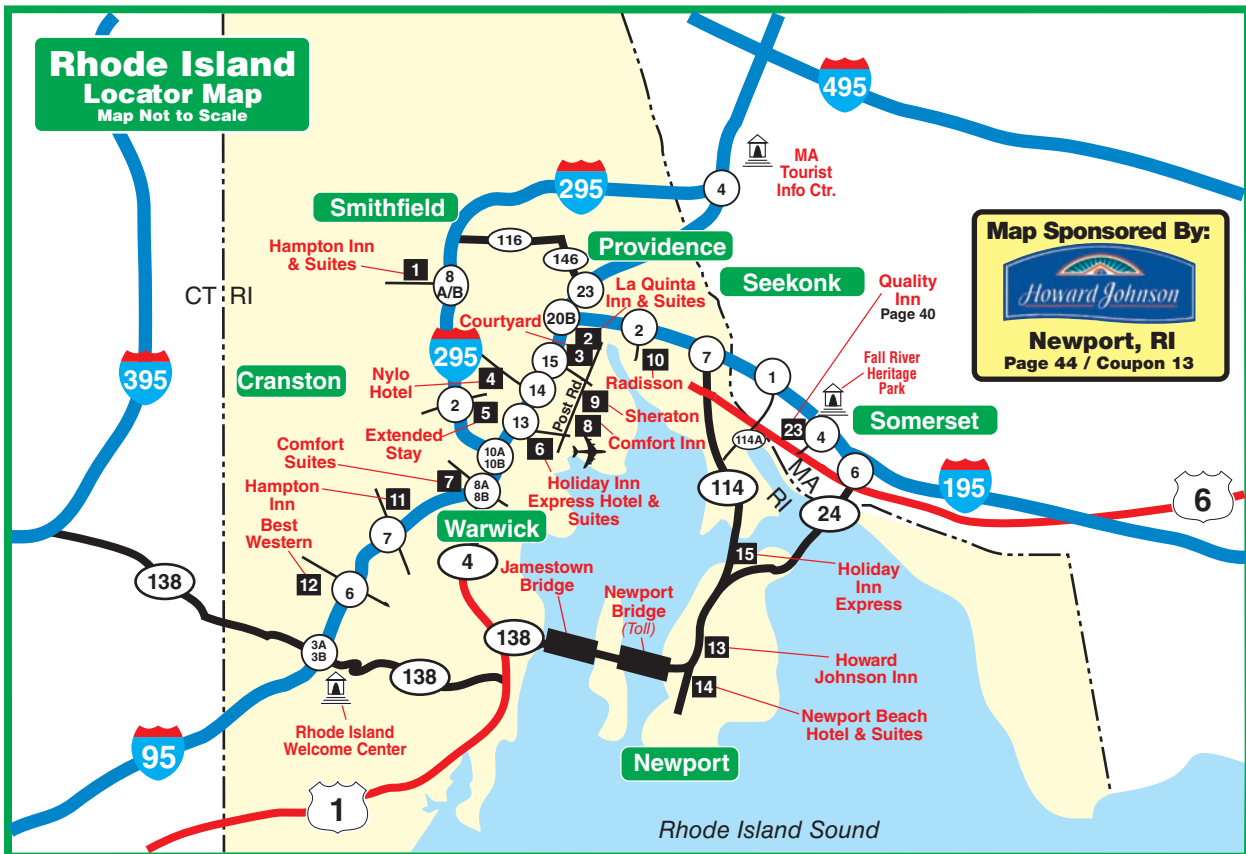 Rhode Island
Locator Map
Map Not to Scale
495
MA
Tourist
Info Ctr.
4
295
Smithfield
116
146
Providence
Hampton Inn
& Suites
1
8
A/B
23
CT
RI
Seekonk
La Quinta
Inn & Suites
Quality
Inn
Page 40
Map Sponsored By:
Howard Johnson
Newport, RI
Page 44 / Coupon 13
20B
Courtyard
2
3
2
10
Radisson
7
1
Fall River
Heritage
Park
295
395
Cranston
Nylo
Hotel
4
15
14
2
5
Extended
Stay
13
Post Rd
9
Sheraton
8
Comfort Inn
6
Holiday Inn
Express Hotel &
Suites
114A
23
4
Somerset
MA
RI
6
195
6
Comfort
Suites
7
10A
10B
8A
8B
Hampton
Inn
11
7
Best
Western
12
6
Warwick
4
114
24
15
Holiday
Inn
Express
138
Jamestown
Bridge
Newport
Bridge
(Toll)
138
3A
3B
138
13
Howard
Johnson Inn
14
Newport Beach
Hotel & Suites
Rhode Island
Welcome Center
95
1
Newport
Rhode Island Sound